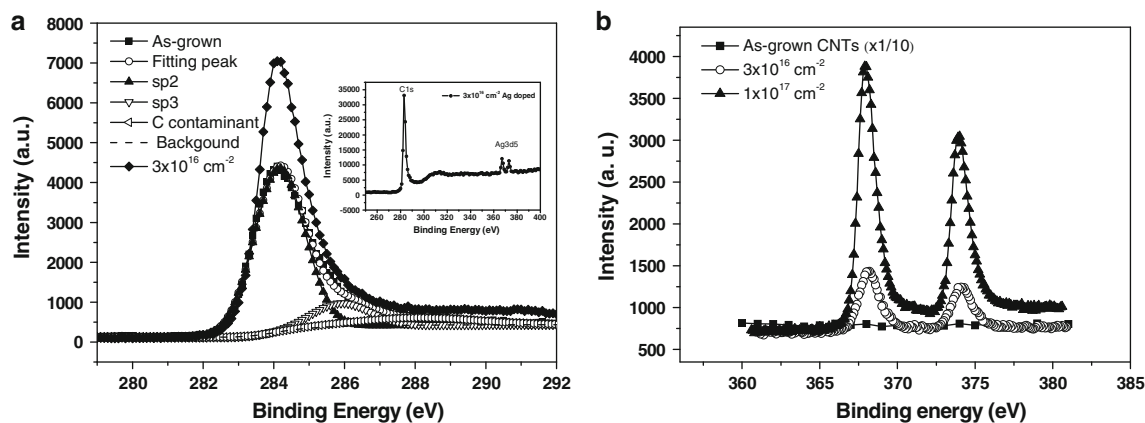 a
8000
7000
6000
5000
4000
3000
2000
1000
0
Intensity (a.u.)
As-grown
Fitting peak
sp2
sp3
C contaminant
Backgound
3x10¹⁶ cm⁻²
280
282
284
286
288
290
292
Binding Energy (eV)
35000
30000
25000
20000
15000
10000
5000
0
-5000
Intensity (a.u.)
C1s
3x10¹⁶ cm⁻² Ag doped
Ag3d5
260
280
300
320
340
360
380
400
Binding Energy (eV)
b
4000
3500
3000
2500
2000
1500
1000
500
Intensity (a. u.)
As-grown CNTs (x1/10)
3x10¹⁶ cm⁻²
1x10¹⁷ cm⁻²
360
365
370
375
380
385
Binding energy (eV)